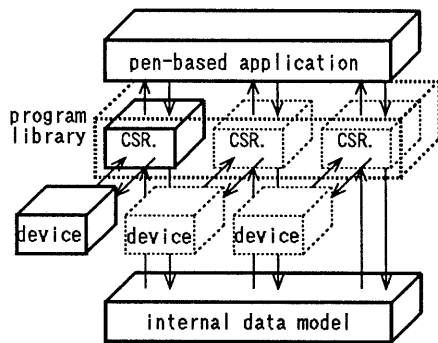 pen-based application
program
library
CSR.
CSR.
CSR.
device
device
device
internal data model